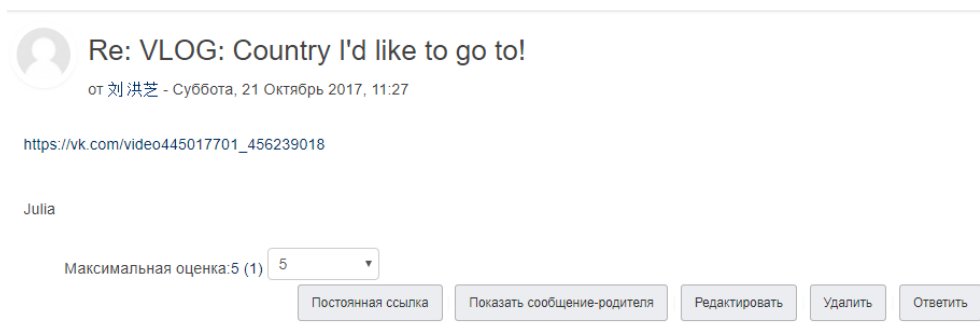 Re: VLOG: Country I'd like to go to!
от 刘洪芝 - Суббота, 21 Октябрь 2017, 11:27
https://vk.com/video445017701_456239018
Julia
Максимальная оценка:5 (1) 5
Постоянная ссылка Показать сообщение-родителя Редактировать Удалить Ответить